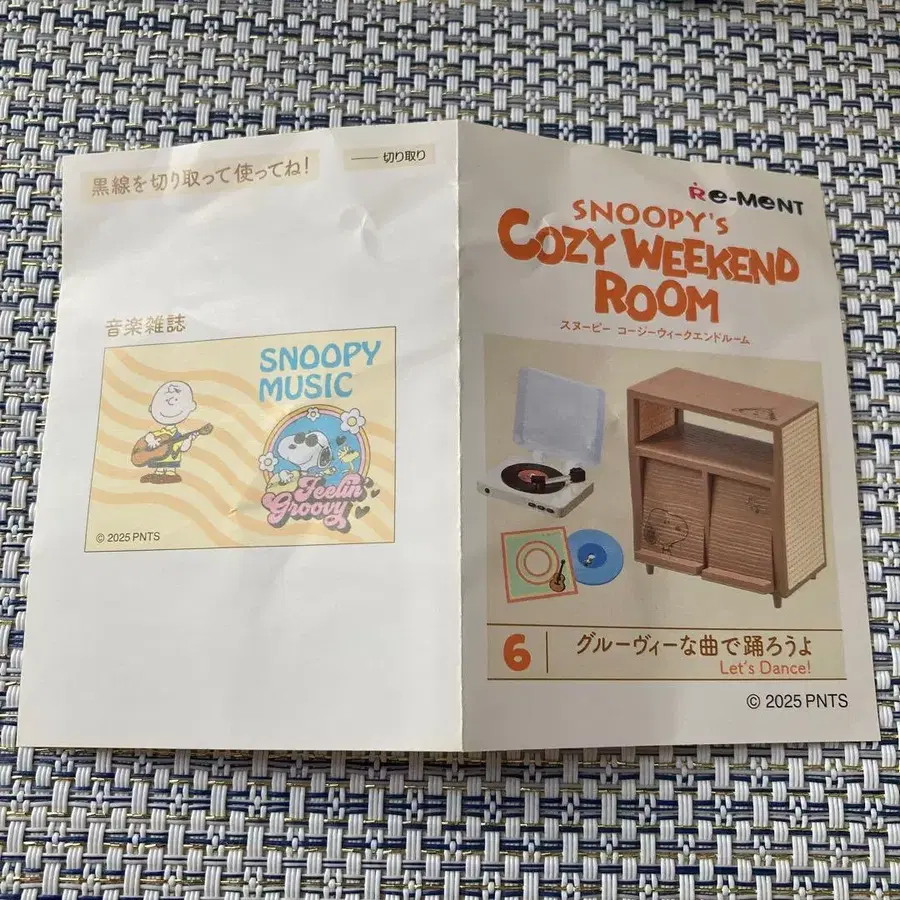 黒線を切り取って使ってね!
切り取り
音楽雑誌
SNOOPY
MUSIC
Feelin'
Groovy
© 2025 PNTS
Re-MeNT
SNOOPY'S
COZY WEEKEND
ROOM
スヌーピー コージーウィークエンドルーム
6
グルーヴィーな曲で踊ろうよ
Let's Dance!
© 2025 PNTS